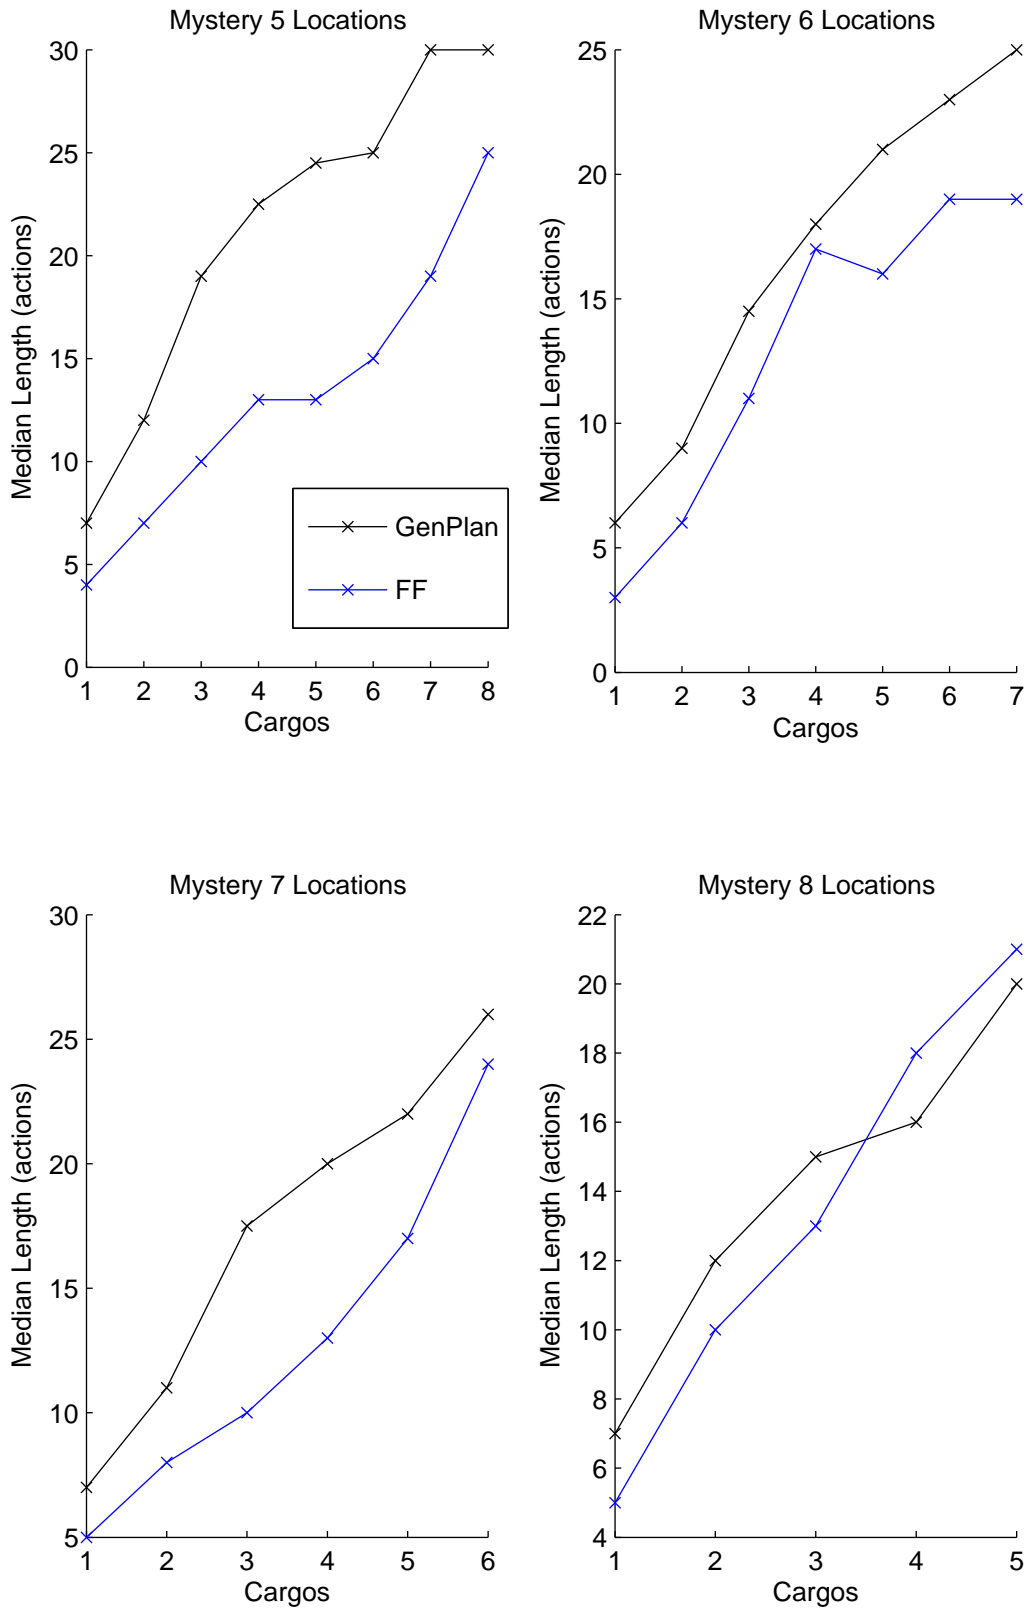 Mystery 5 Locations
30
25
20
15
10
5
0
Median Length (actions)
GenPlan
FF
1 2 3 4 5 6 7 8
Cargos
Mystery 6 Locations
25
20
15
10
5
0
Median Length (actions)
1 2 3 4 5 6 7
Cargos
Mystery 7 Locations
30
25
20
15
10
5
Median Length (actions)
1 2 3 4 5 6
Cargos
Mystery 8 Locations
22
20
18
16
14
12
10
8
6
4
Median Length (actions)
1 2 3 4 5
Cargos